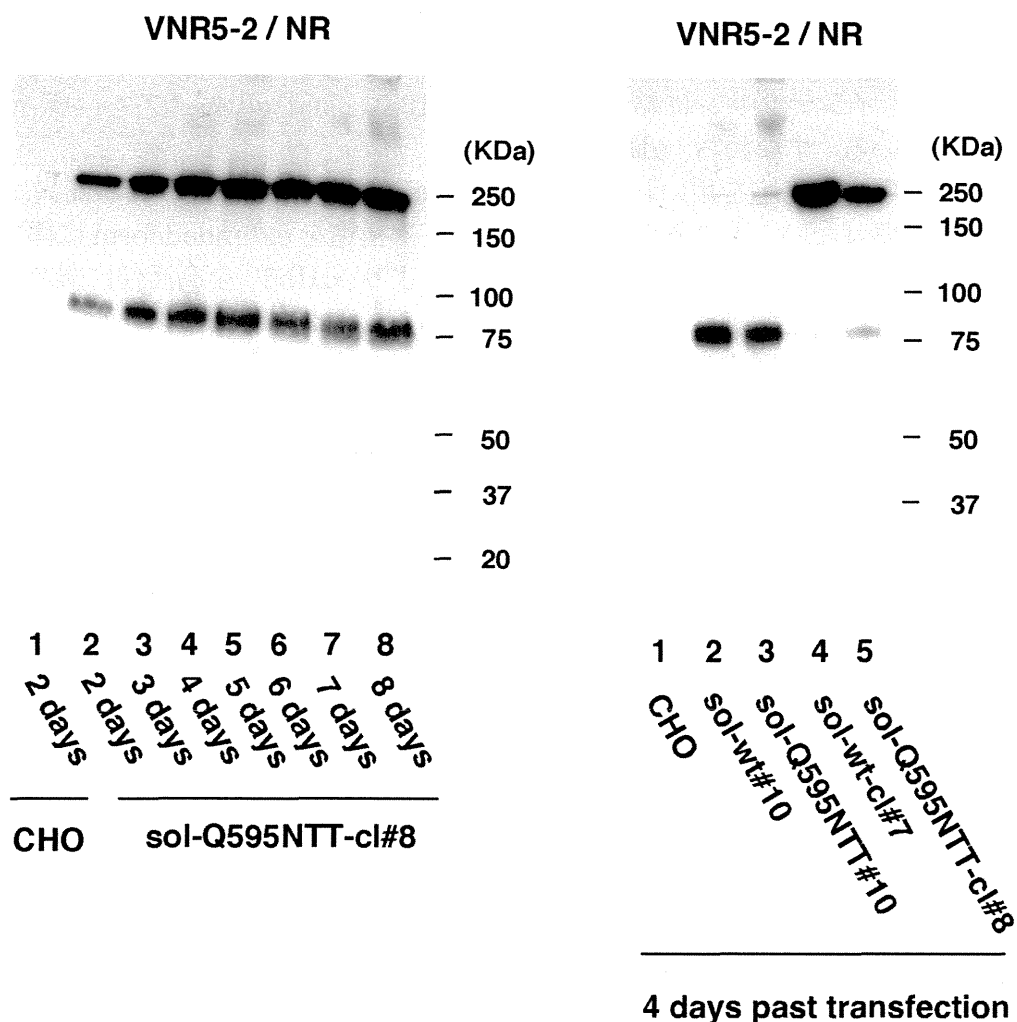 VNR5-2 / NR
(KDa)
250
150
100
75
50
37
20
1 2 3 4 5 6 7 8
2 days 2 days 3 days 4 days 5 days 6 days 7 days 8 days
CHO sol-Q595NTT-cl#8
VNR5-2 / NR
(KDa)
250
150
100
75
50
37
1 2 3 4 5
CHO
sol-wt#10
sol-Q595NTT#10
sol-wt-cl#7
sol-Q595NTT-cl#8
4 days past transfection